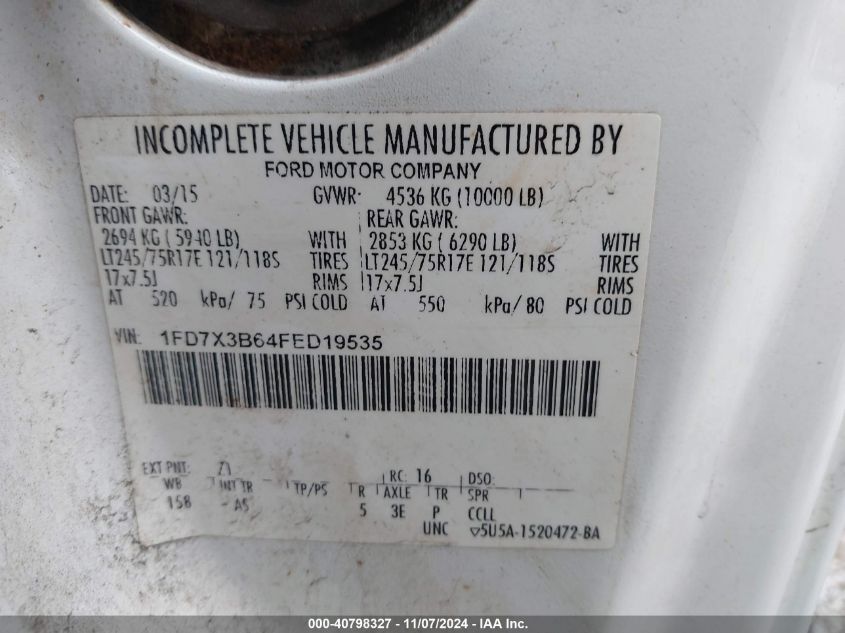 INCOMPLETE VEHICLE MANUFACTURED BY
FORD MOTOR COMPANY
DATE: 03/15 GVWR: 4536 KG (10000 LB)
FRONT GAWR: REAR GAWR:
2694 KG ( 5940 LB) WITH 2853 KG ( 6290 LB) WITH
LT245/75R17E 121/118S TIRES LT245/75R17E 121/118S TIRES
17x7.5J RIMS 17x7.5J RIMS
AT 520 kPa/ 75 PSI COLD AT 550 kPa/ 80 PSI COLD
VIN: 1FD7X3B64FED19535
EXT PNT: Z1 RC: 16 DSO:
WB INT TR TP/PS R AXLE TR SPR
158 AS 5 3E P CCLL
UNC 5U5A-1520472-BA
000-40798327 - 11/07/2024 - IAA Inc.